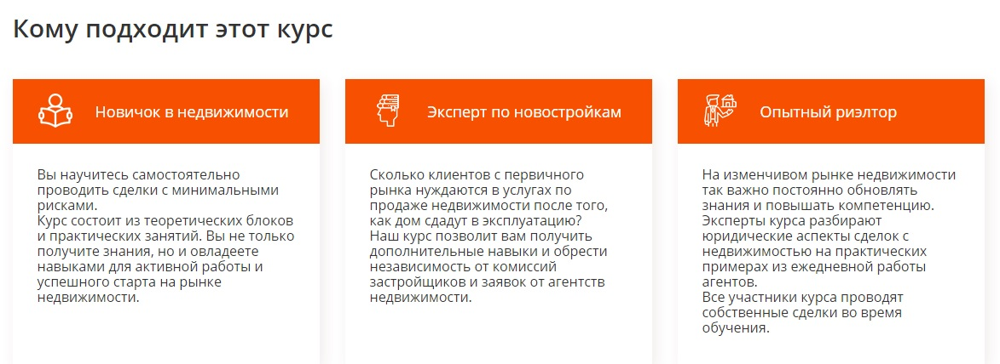 Кому подходит этот курс
Новичок в недвижимости
Вы научитесь самостоятельно
проводить сделки с минимальными
рисками.
Курс состоит из теоретических блоков
и практических занятий. Вы не только
получите знания, но и овладеете
навыками для активной работы и
успешного старта на рынке
недвижимости.
Эксперт по новостройкам
Сколько клиентов с первичного
рынка нуждаются в услугах по
продаже недвижимости после того,
как дом сдадут в эксплуатацию?
Наш курс позволит вам получить
дополнительные навыки и обрести
независимость от комиссий
застройщиков и заявок от агентств
недвижимости.
Опытный риэлтор
На изменчивом рынке недвижимости
так важно постоянно обновлять
знания и повышать компетенцию.
Эксперты курса разбирают
юридические аспекты сделок с
недвижимостью на практических
примерах из ежедневной работы
агентов.
Все участники курса проводят
собственные сделки во время
обучения.